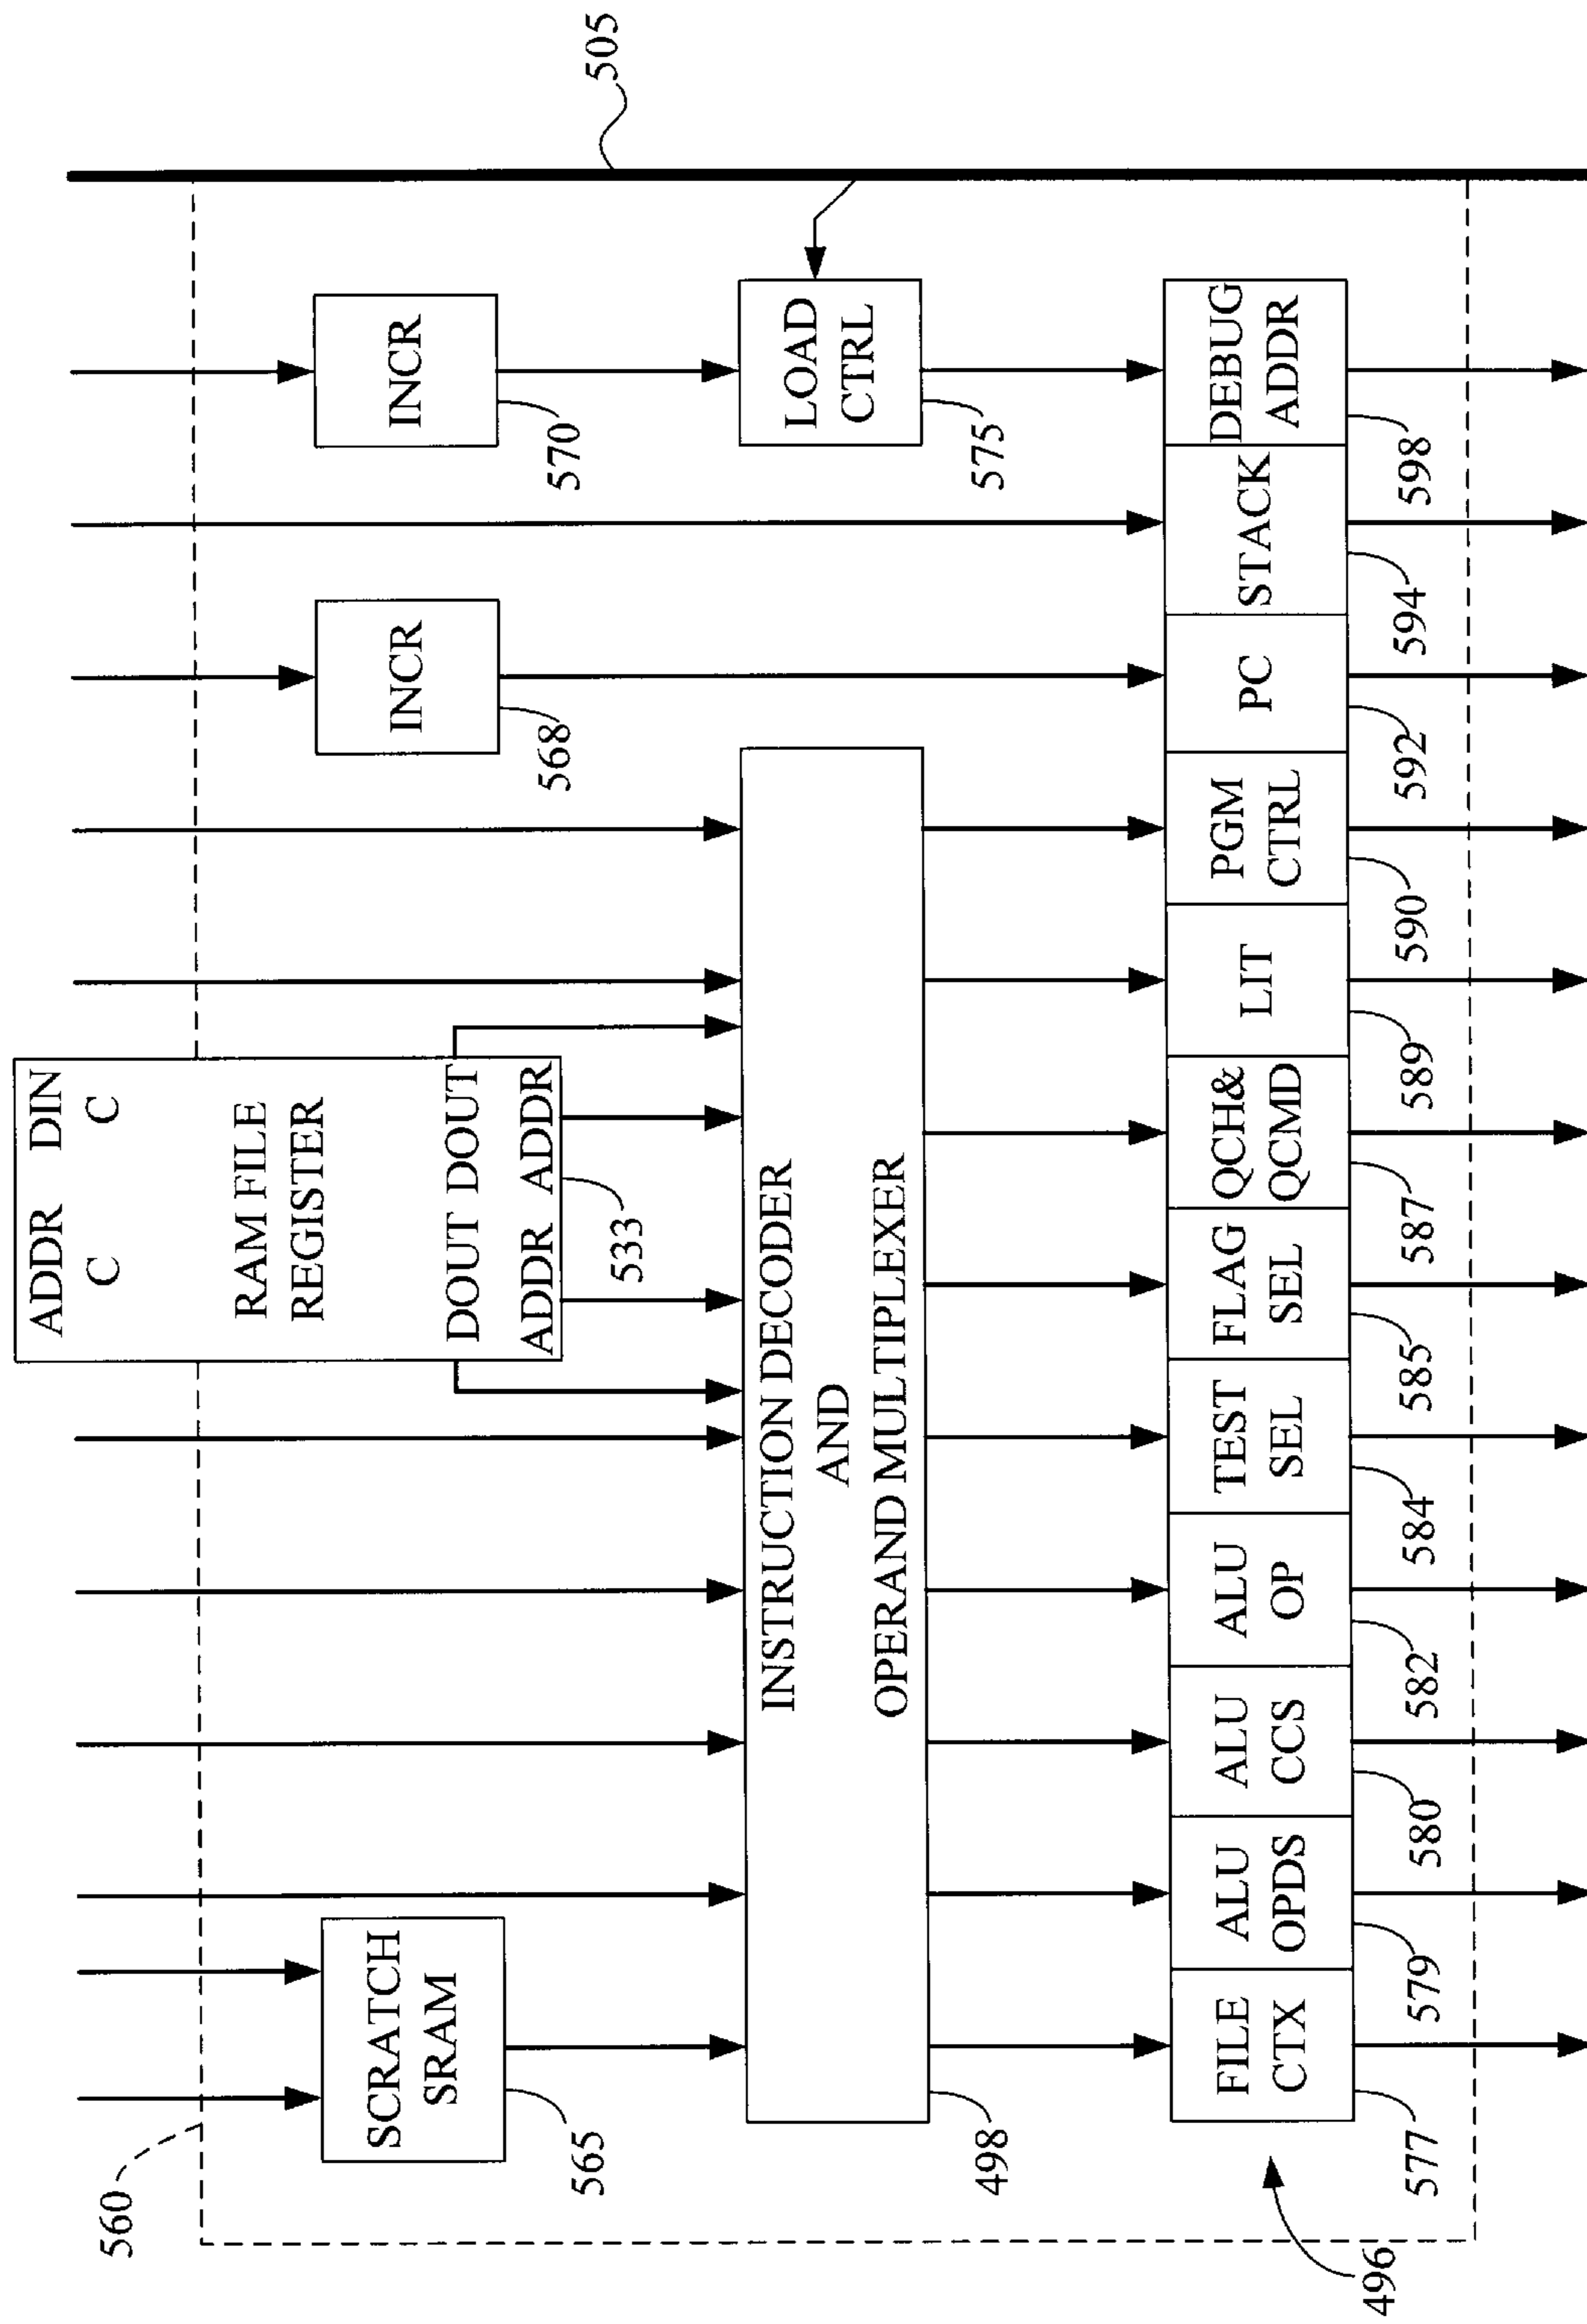 560
ADDR DIN
C C
RAM FILE
REGISTER
DOUT DOUT
ADDR ADDR
533
SCRATCH
SRAM
565
INCR
568
INCR
570
505
INSTRUCTION DECODER
AND
OPERAND MULTIPLEXER
498
LOAD
CTRL
575
496
FILE
CTX
577
ALU
OPDS
579
ALU
CCS
580
ALU
OP
582
TEST
SEL
584
FLAG
SEL
585
QCH&
QCMD
587
LIT
589
PGM
CTRL
590
PC
592
STACK
594
DEBUG
ADDR
598